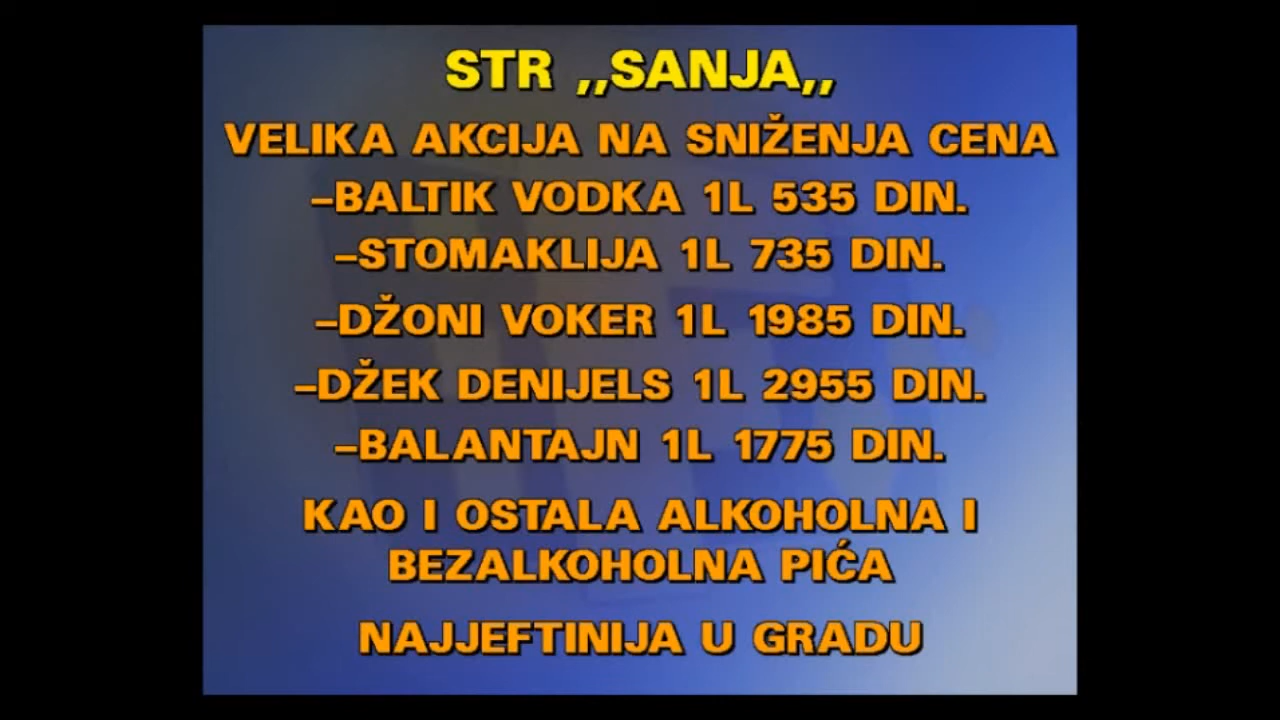 STR ,,SANJA,,
VELIKA AKCIJA NA SNIŽENJA CENA
–BALTIK VODKA 1L 535 DIN.
–STOMAKLIJA 1L 735 DIN.
–DŽONI VOKER 1L 1985 DIN.
–DŽEK DENIJELS 1L 2955 DIN.
–BALANTAJN 1L 1775 DIN.
KAO I OSTALA ALKOHOLNA I
BEZALKOHOLNA PIĆA
NAJJEFTINIJA U GRADU